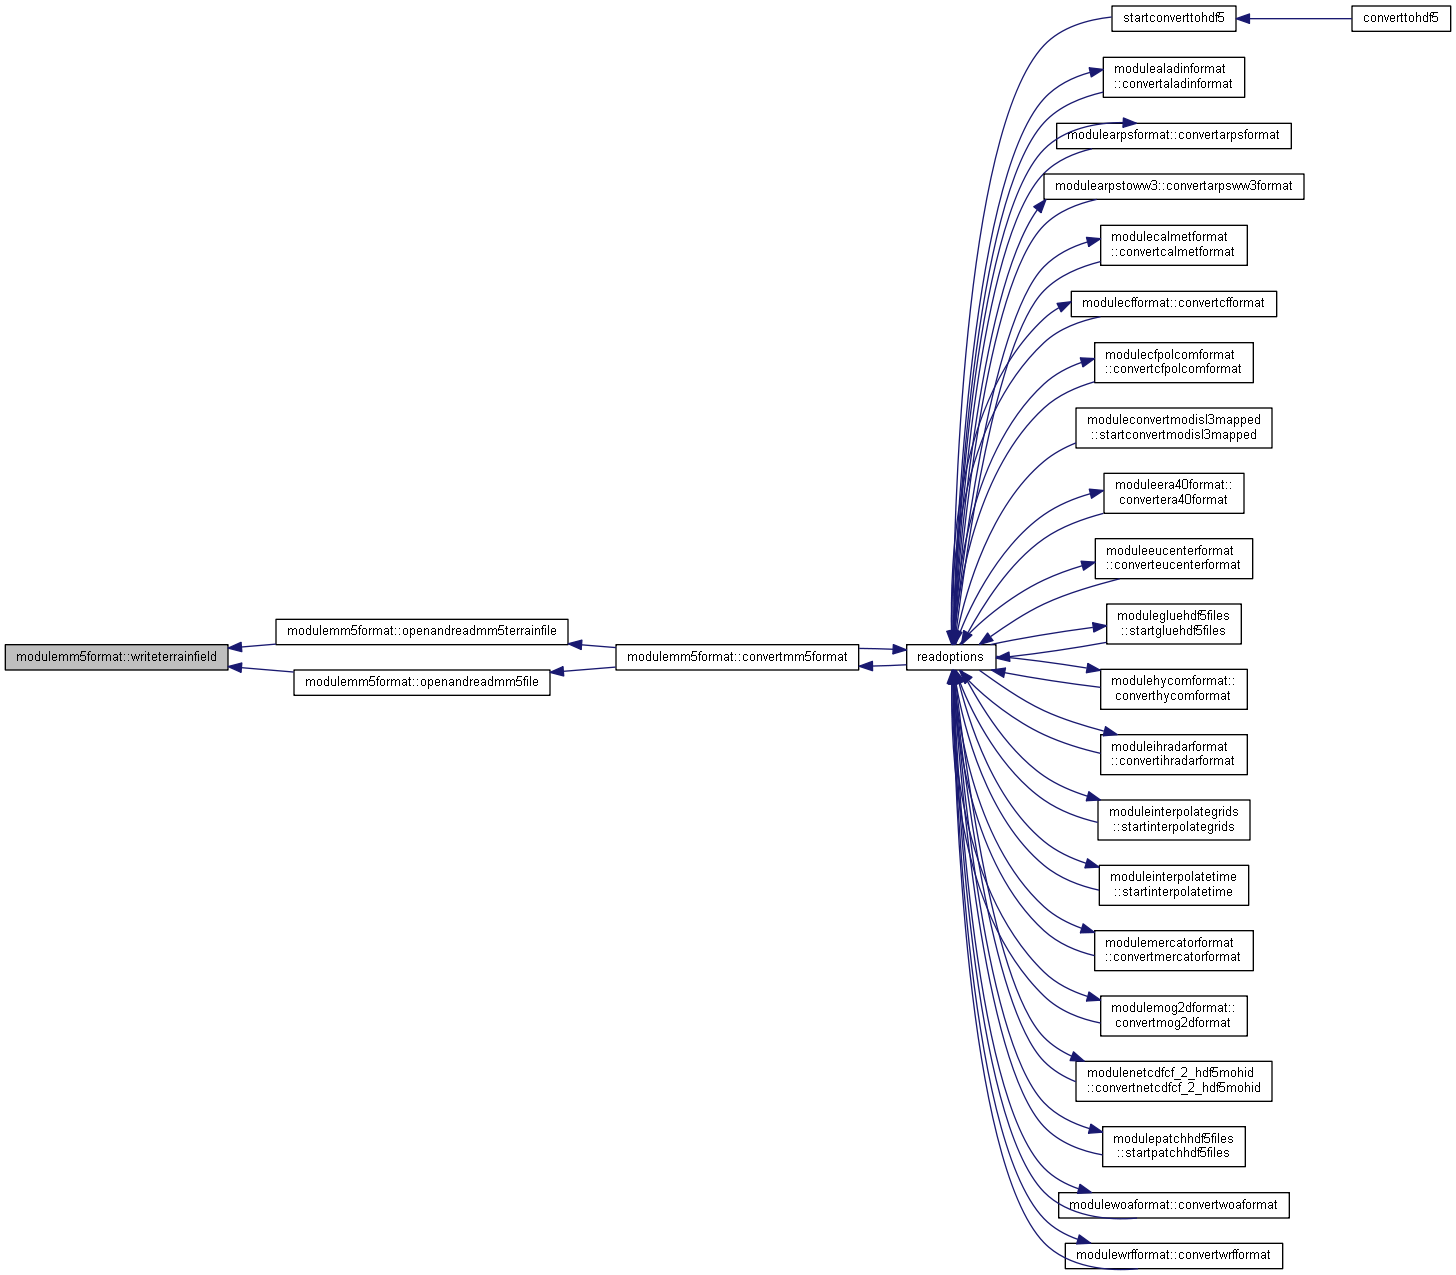 startconverttohdf5
converttohdf5
modulealadinformat
::convertaladinformat
modulearpsformat::convertarpsformat
modulearpstoww3::convertarpsww3format
modulecalmetformat
::convertcalmetformat
modulecfformat::convertcfformat
modulecfpolcomformat
::convertcfpolcomformat
moduleconvertmodisl3mapped
::startconvertmodisl3mapped
moduleera40format::
convertera40format
moduleeucenterformat
::converteucenterformat
modulegluehdf5files
::startgluehdf5files
modulemm5format::writeterrainfield
modulemm5format::openandreadmm5terrainfile
modulemm5format::openandreadmm5file
modulemm5format::convertmm5format
readoptions
modulehycomformat::
converthycomformat
moduleihradarformat
::convertihradarformat
moduleinterpolategrids
::startinterpolategrids
moduleinterpolatetime
::startinterpolatetime
modulemercatorformat
::convertmercatorformat
modulemog2dformat::
convertmog2dformat
modulenetcdfcf_2_hdf5mohid
::convertnetcdfcf_2_hdf5mohid
modulepatchhdf5files
::startpatchhdf5files
modulewoaformat::convertwoaformat
modulewrfformat::convertwrfformat